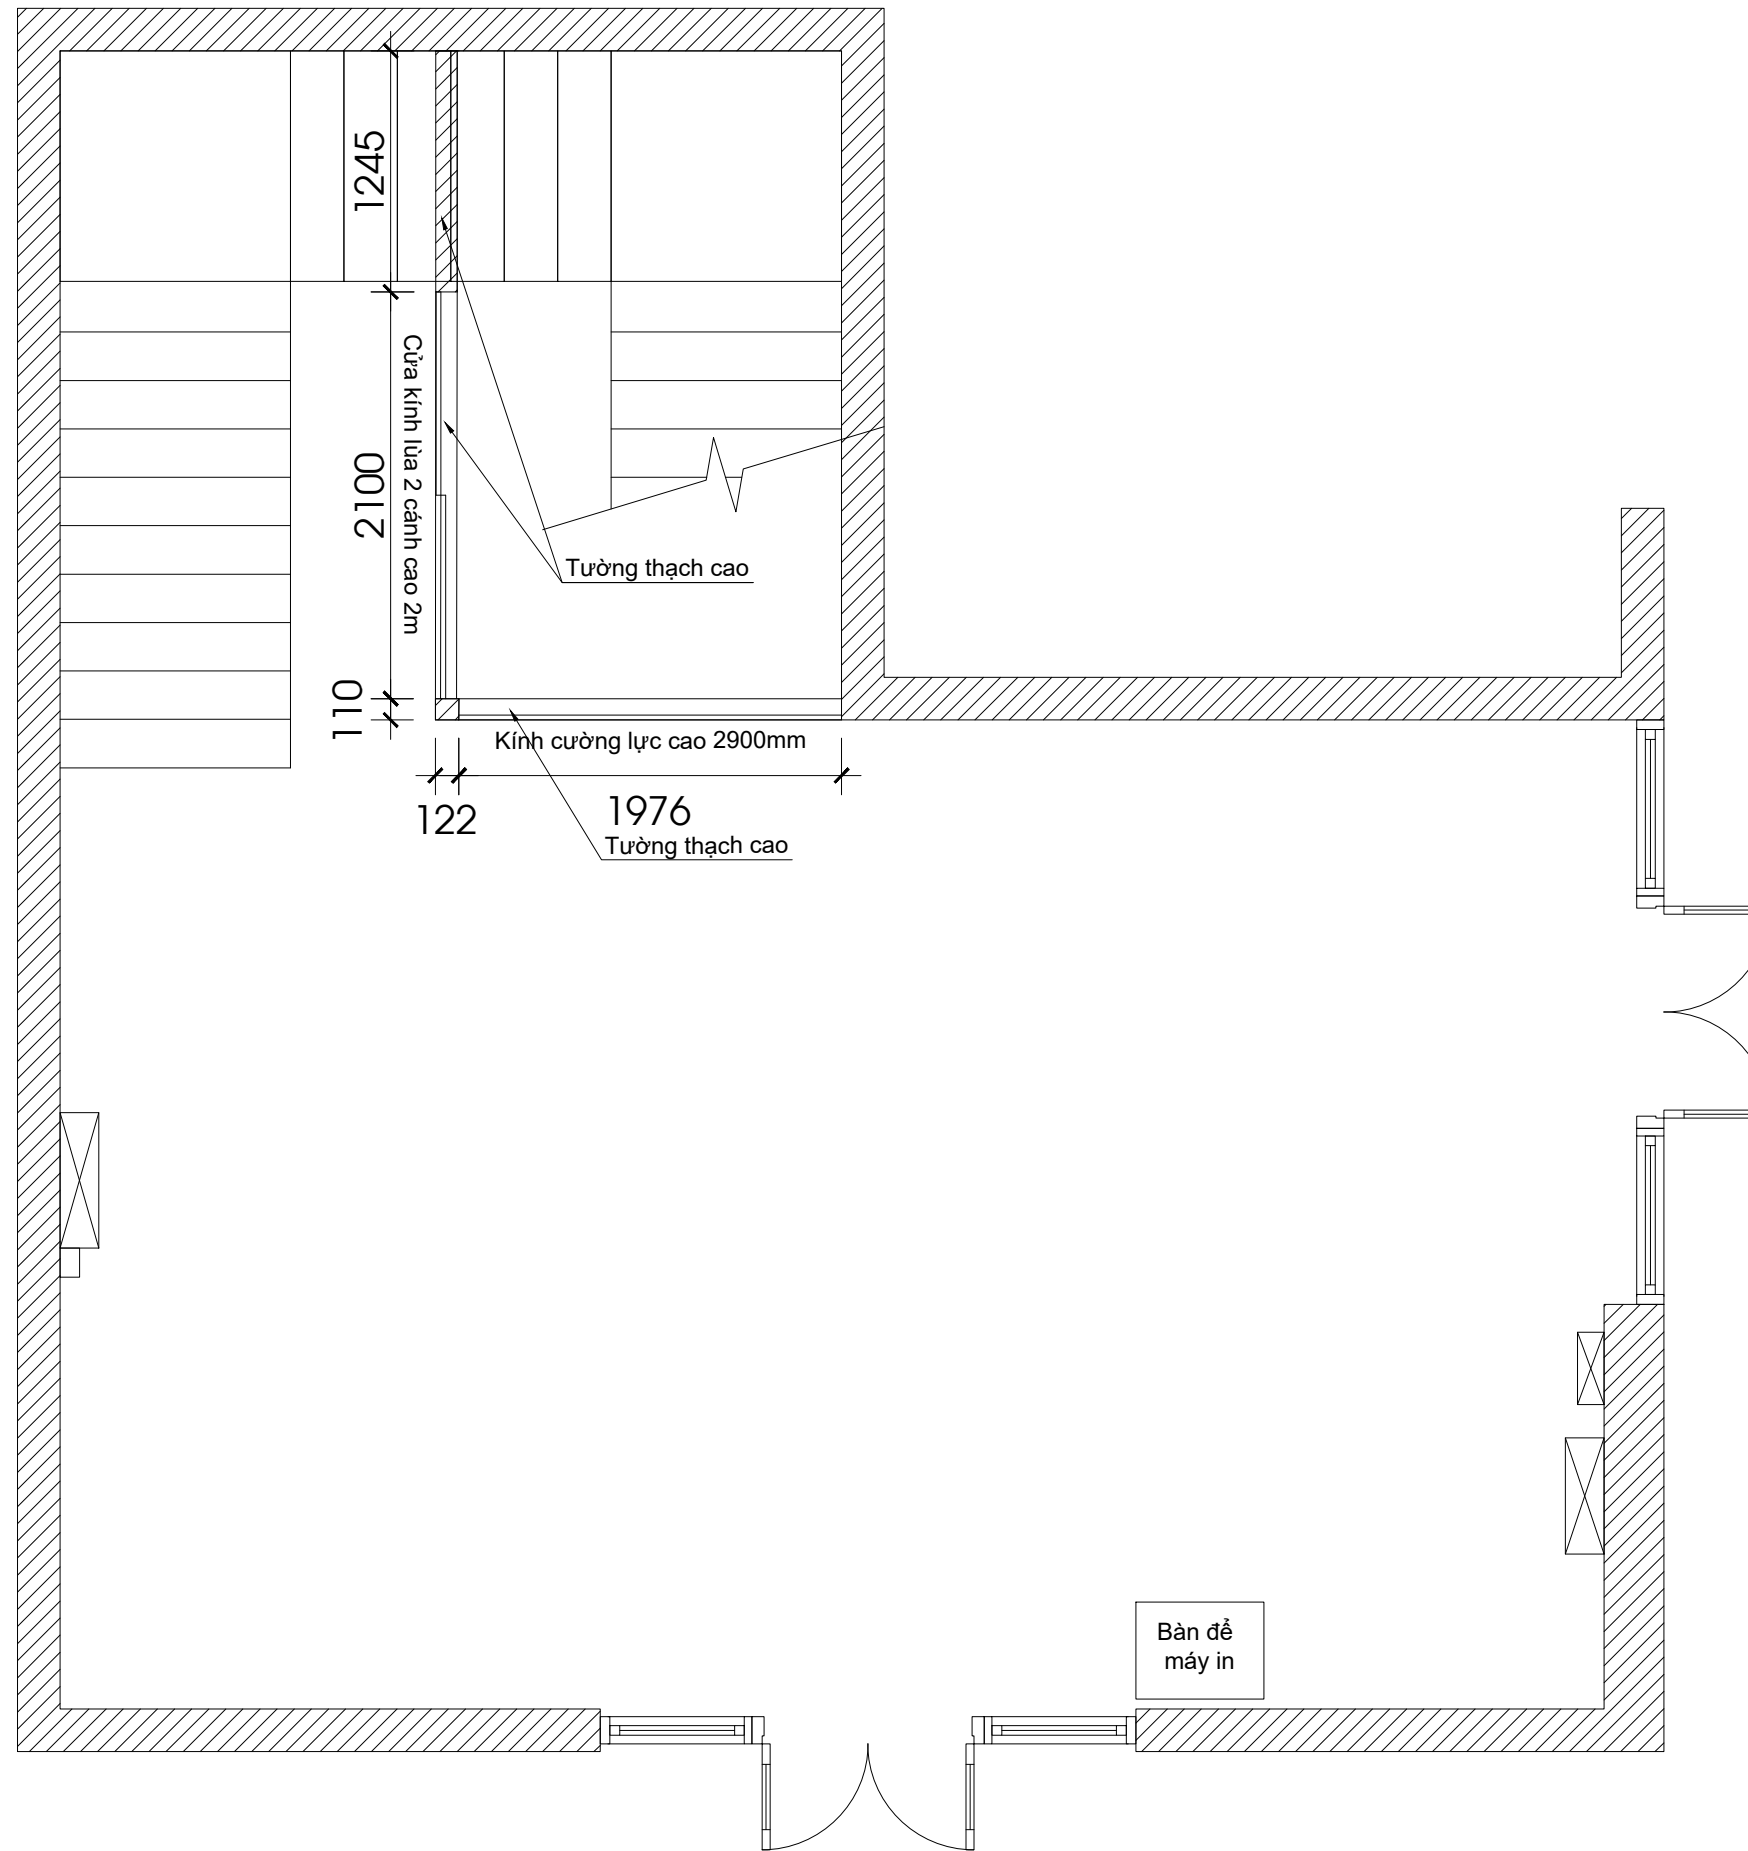 1245
Cửa kính lùa 2 cánh cao 2m
2100
Tường thạch cao
110
Kính cường lực cao 2900mm
122
1976
Tường thạch cao
Bàn để
máy in